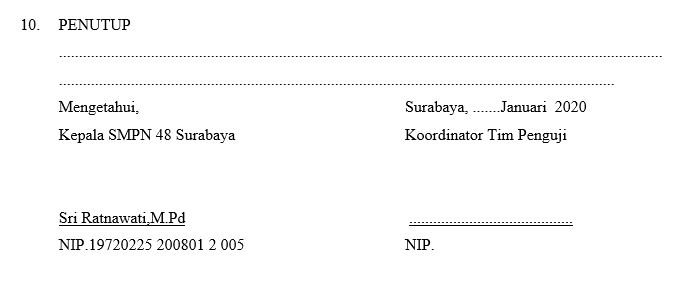 10. PENUTUP
..........................................................................................................................................................
..............................................................................................................................................
Mengetahui, Surabaya, .......Januari 2020
Kepala SMPN 48 Surabaya Koordinator Tim Penguji
Sri Ratnawati,M.Pd ..........................................
NIP.19720225 200801 2 005 NIP.